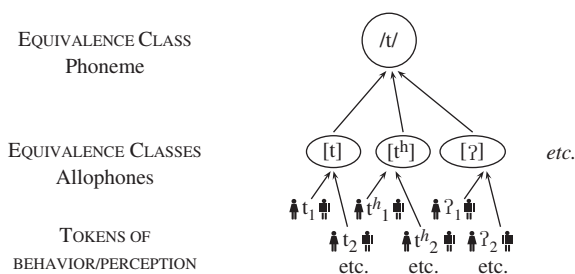 EQUIVALENCE CLASS
Phoneme
/t/
EQUIVALENCE CLASSES
Allophones
[t] [tʰ] [ʔ] etc.
t₁ tʰ₁ ʔ₁
TOKENS OF
BEHAVIOR/PERCEPTION
t₂ tʰ₂ ʔ₂
etc. etc. etc.